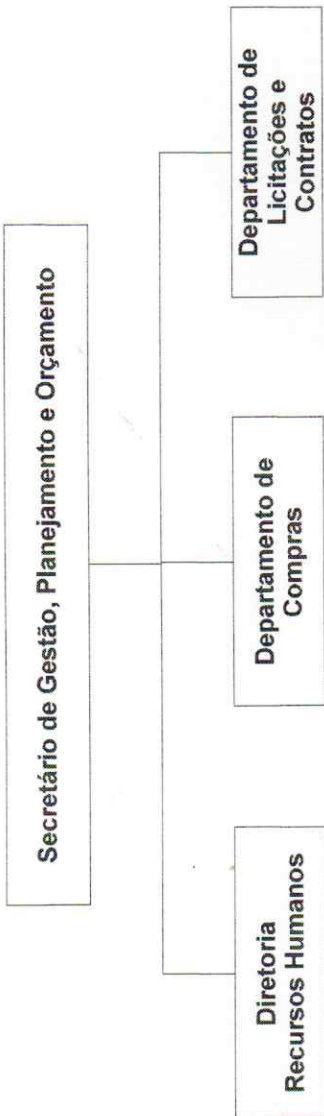 Secretário de Gestão, Planejamento e Orçamento
Diretoria
Recursos Humanos
Departamento de
Compras
Departamento de
Licitações e
Contratos